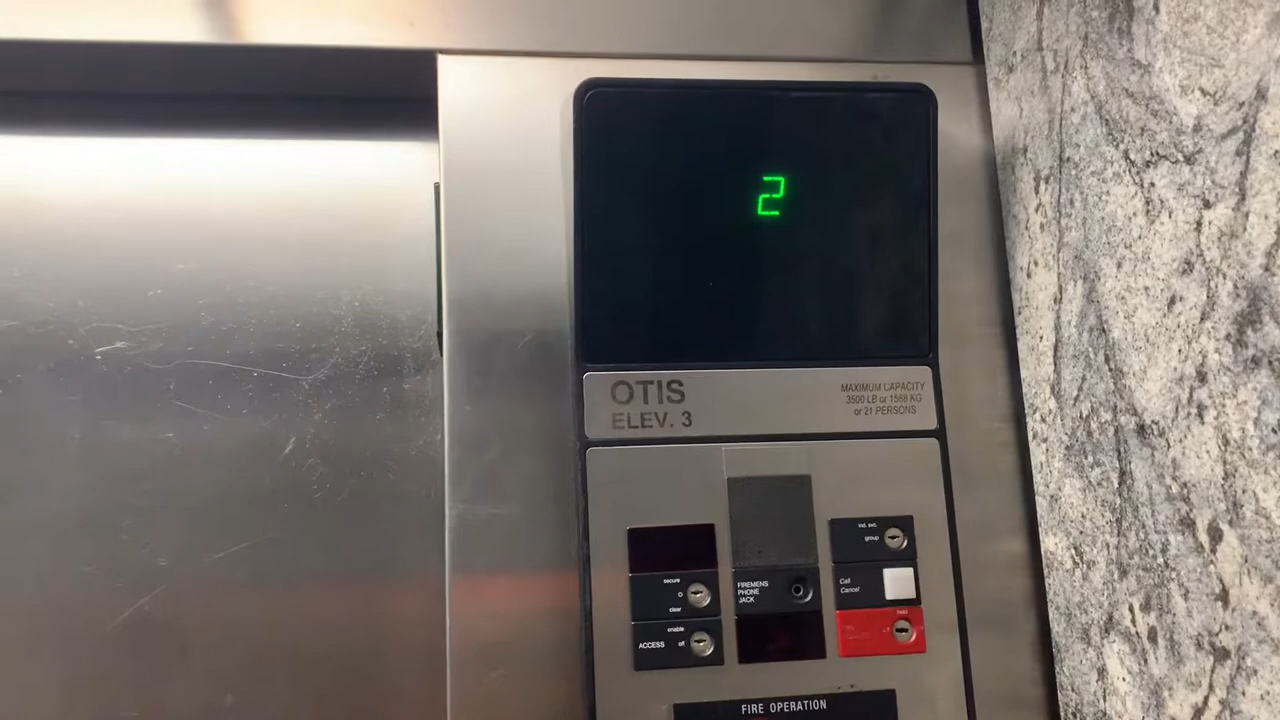 2
OTIS
ELEV. 3
MAXIMUM CAPACITY
3500 LB or 1588 KG
or 21 PERSONS
ind. svc.
group
secure
O
clear
FIREMENS
PHONE
JACK
Call
Cancel
enable
ACCESS off
FIRE OPERATION